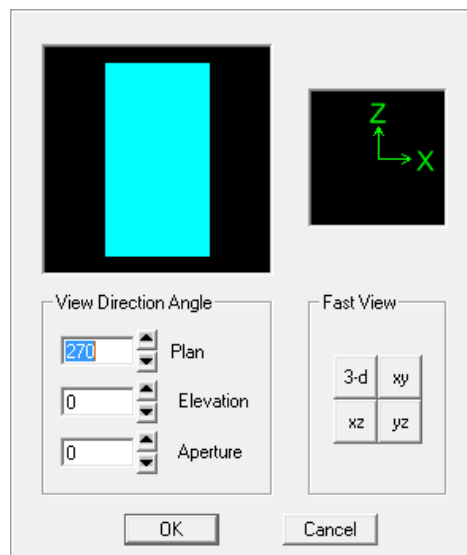 Z
X
View Direction Angle
270 Plan
0 Elevation
0 Aperture
Fast View
3-d xy
xz yz
OK Cancel